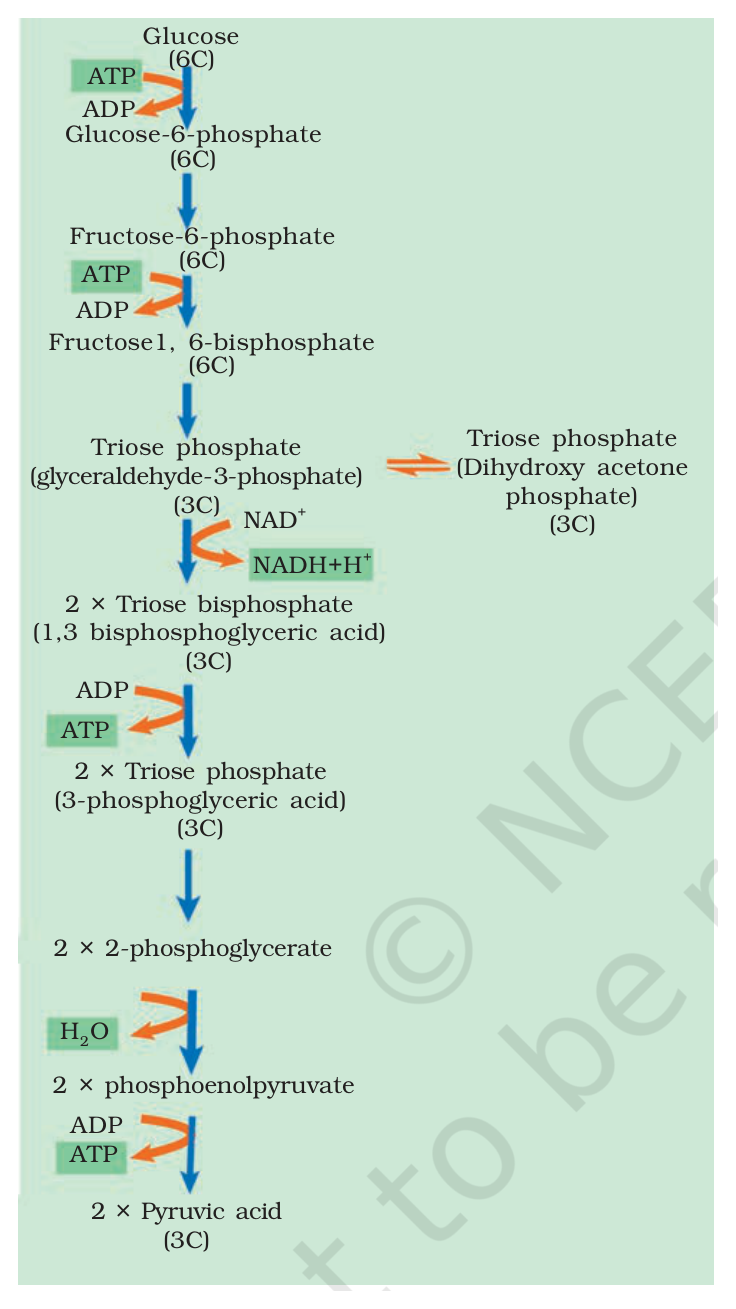 Glucose
(6C)
ATP
ADP
Glucose-6-phosphate
(6C)
Fructose-6-phosphate
(6C)
ATP
ADP
Fructose1, 6-bisphosphate
(6C)
Triose phosphate
(glyceraldehyde-3-phosphate)
(3C)
Triose phosphate
(Dihydroxy acetone
phosphate)
(3C)
NAD⁺
NADH+H⁺
2 × Triose bisphosphate
(1,3 bisphosphoglyceric acid)
(3C)
ADP
ATP
2 × Triose phosphate
(3-phosphoglyceric acid)
(3C)
2 × 2-phosphoglycerate
H₂O
2 × phosphoenolpyruvate
ADP
ATP
2 × Pyruvic acid
(3C)
© NCE
to be